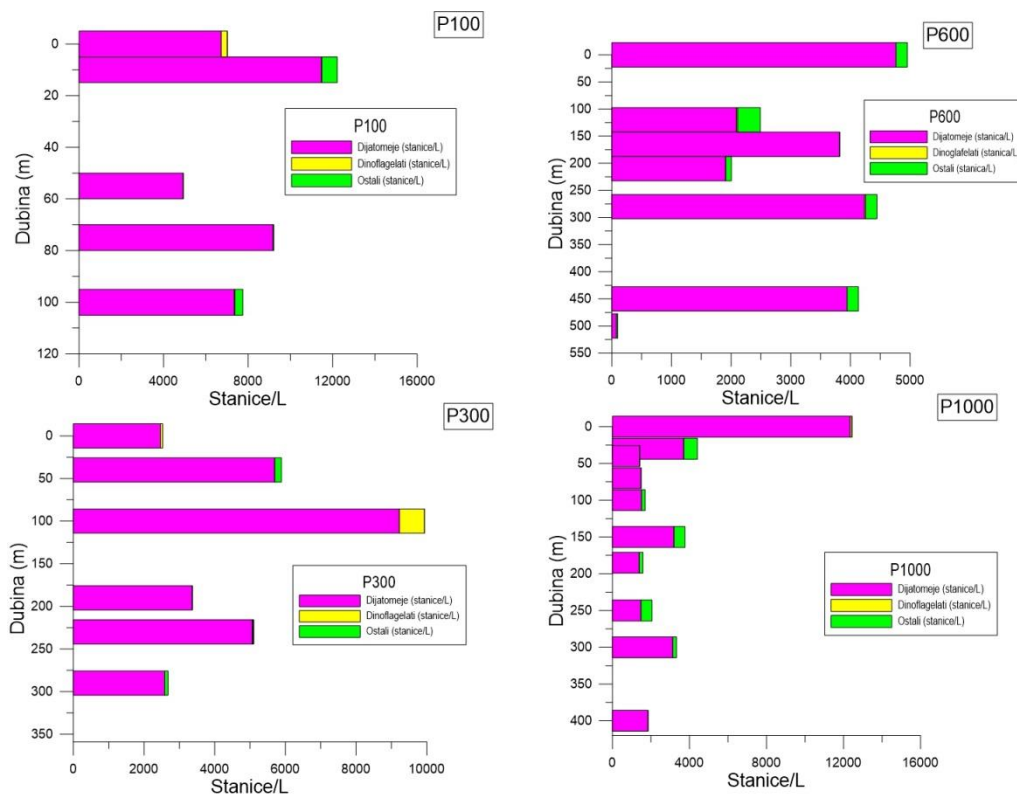 P100
0
20
40
60
80
100
120
Dubina (m)
P100
Dijatomeje (stanice/L)
Dinoflagelati (stanice/L)
Ostali (stanice/L)
0 4000 8000 12000 16000
Stanice/L
P600
0
50
100
150
200
250
300
350
400
450
500
550
Dubina (m)
P600
Dijatomeje (stanica/L)
Dinoglafelati (stanica/L
Ostali (stanica/L)
0 1000 2000 3000 4000 5000
Stanice/L
P300
0
50
100
150
200
250
300
350
Dubina (m)
P300
Dijatomeje (stanice/L)
Dinoflagelati (stanice/L)
Ostali (stanice/L)
0 2000 4000 6000 8000 10000
Stanice/L
P1000
0
50
100
150
200
250
300
350
400
Dubina (m)
P1000
Dijatomeje (stanice/L)
Dinoflagelati (stanice/L)
Ostali (stanice/L)
0 4000 8000 12000 16000
Stanice/L